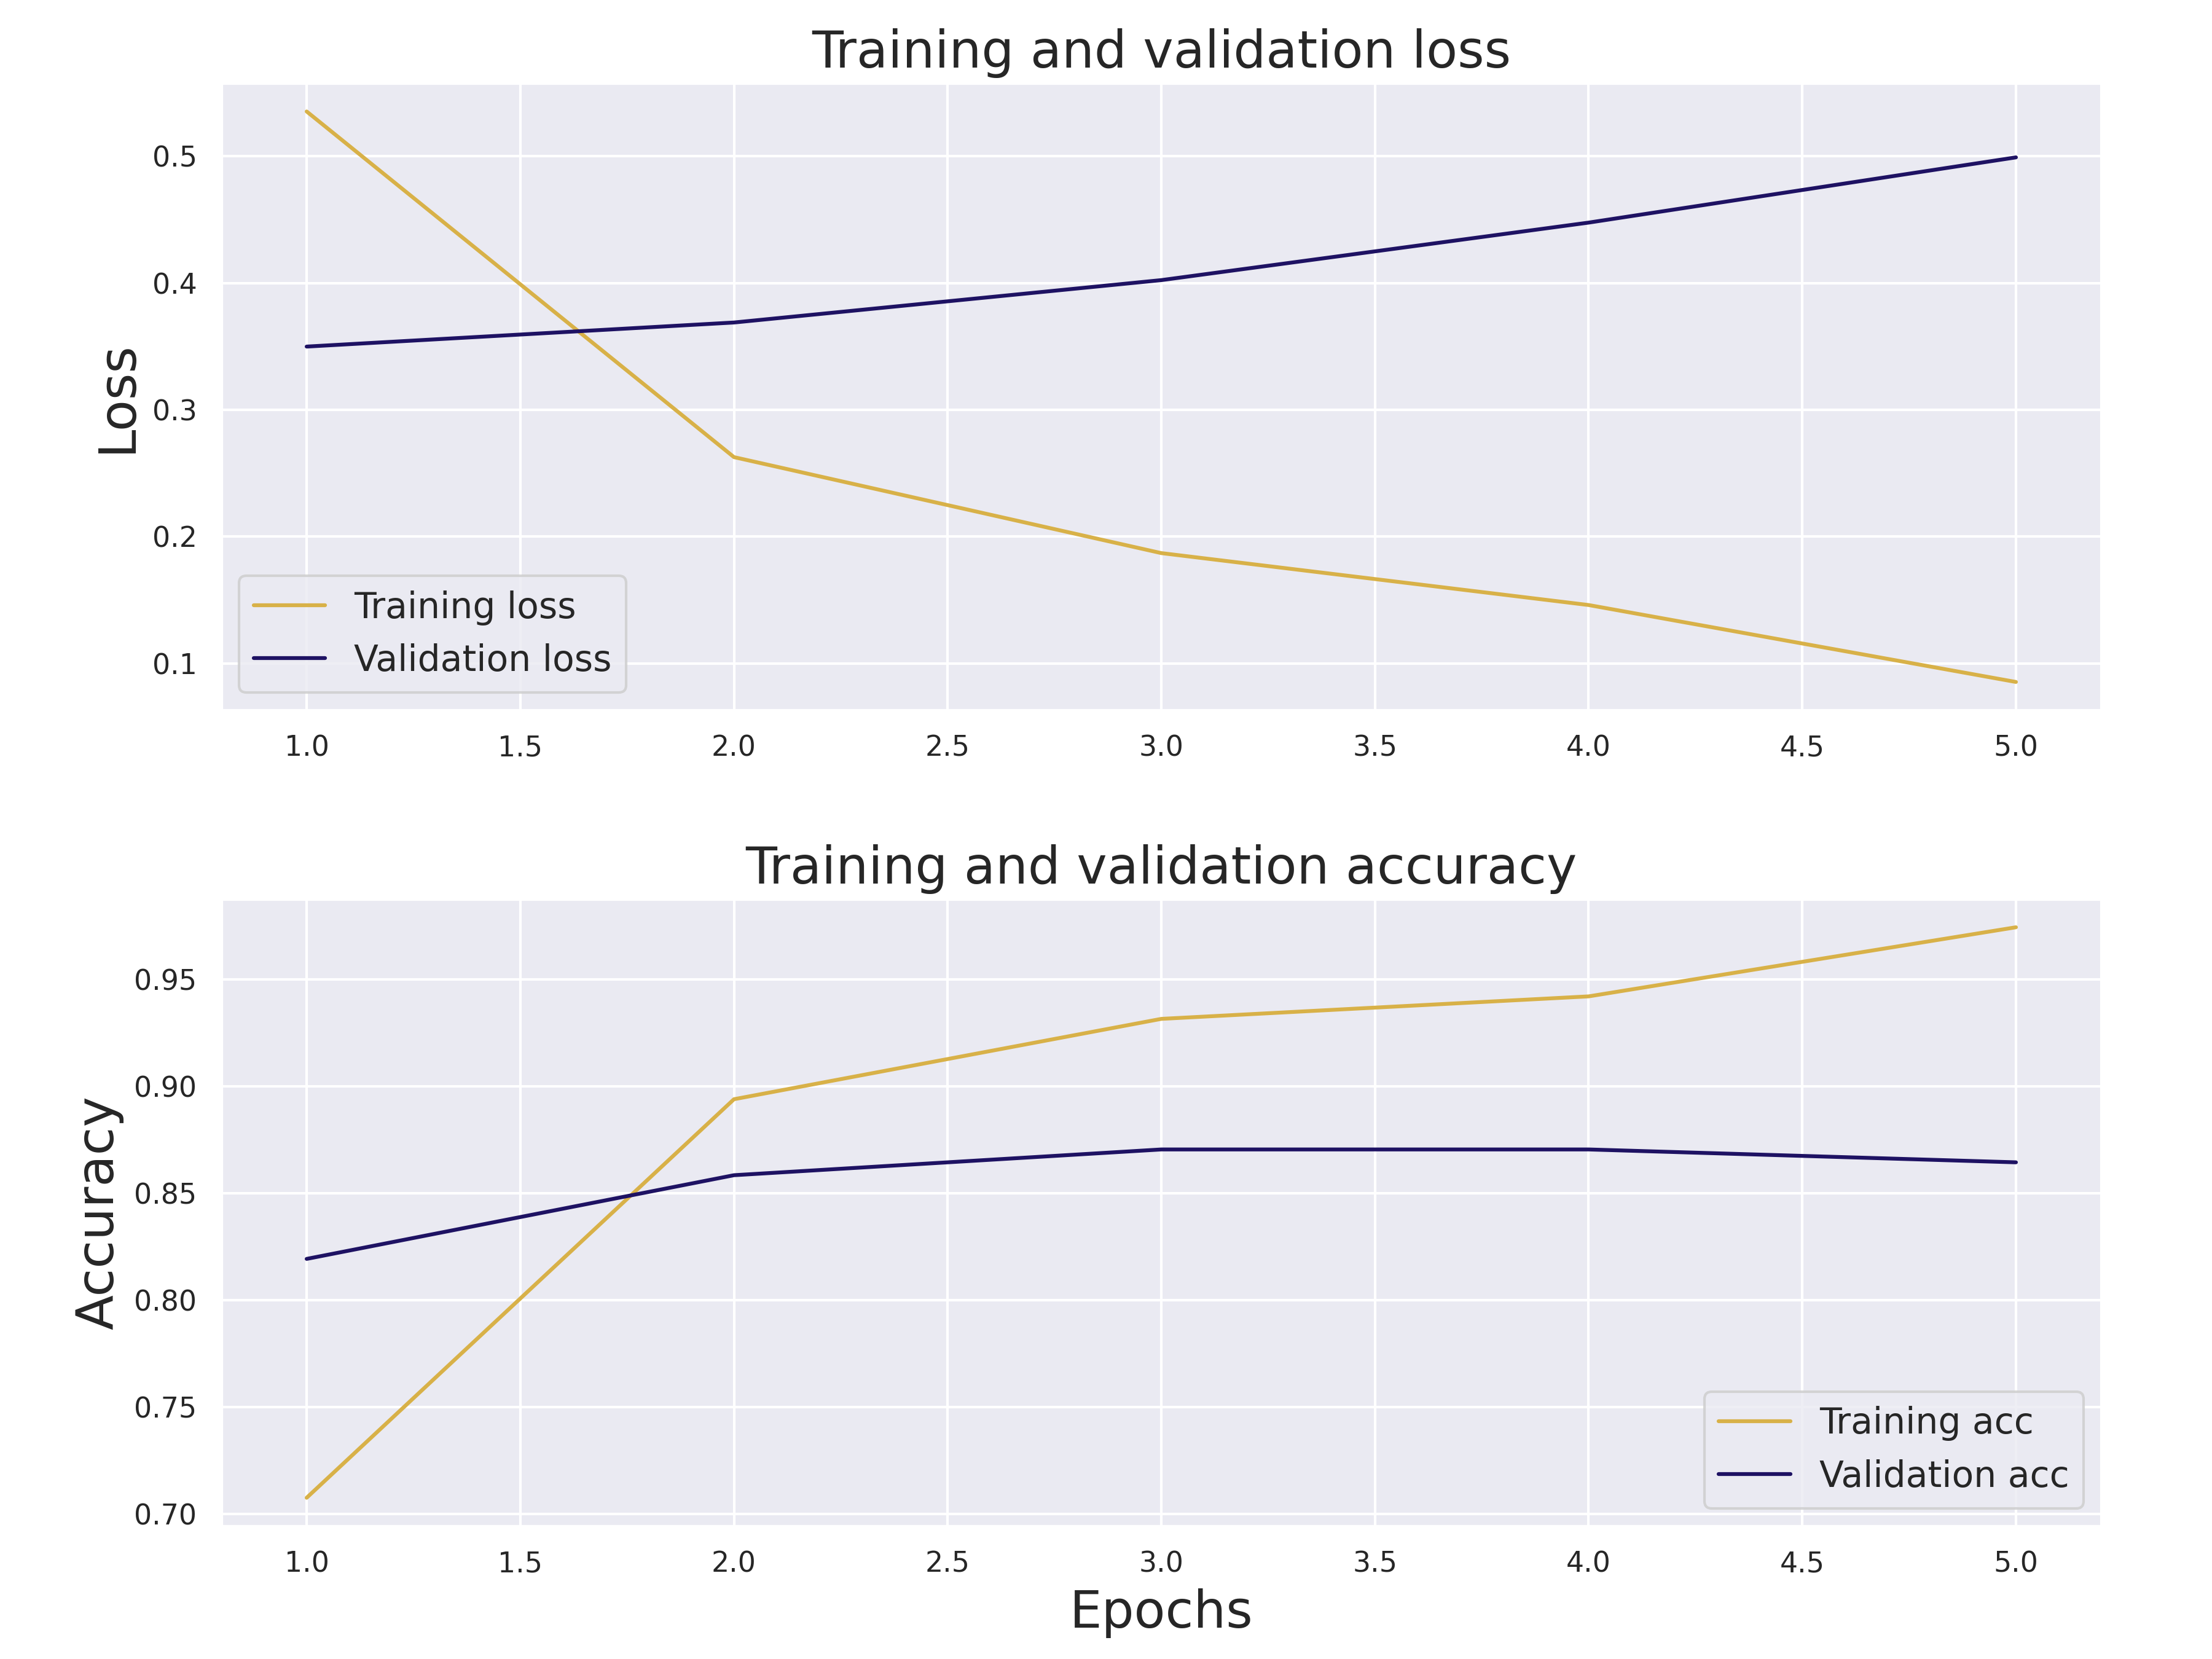 Training and validation loss
Loss
0.5
0.4
0.3
0.2
0.1
Training loss
Validation loss
1.0 1.5 2.0 2.5 3.0 3.5 4.0 4.5 5.0
Training and validation accuracy
Accuracy
0.95
0.90
0.85
0.80
0.75
0.70
Training acc
Validation acc
1.0 1.5 2.0 2.5 3.0 3.5 4.0 4.5 5.0
Epochs